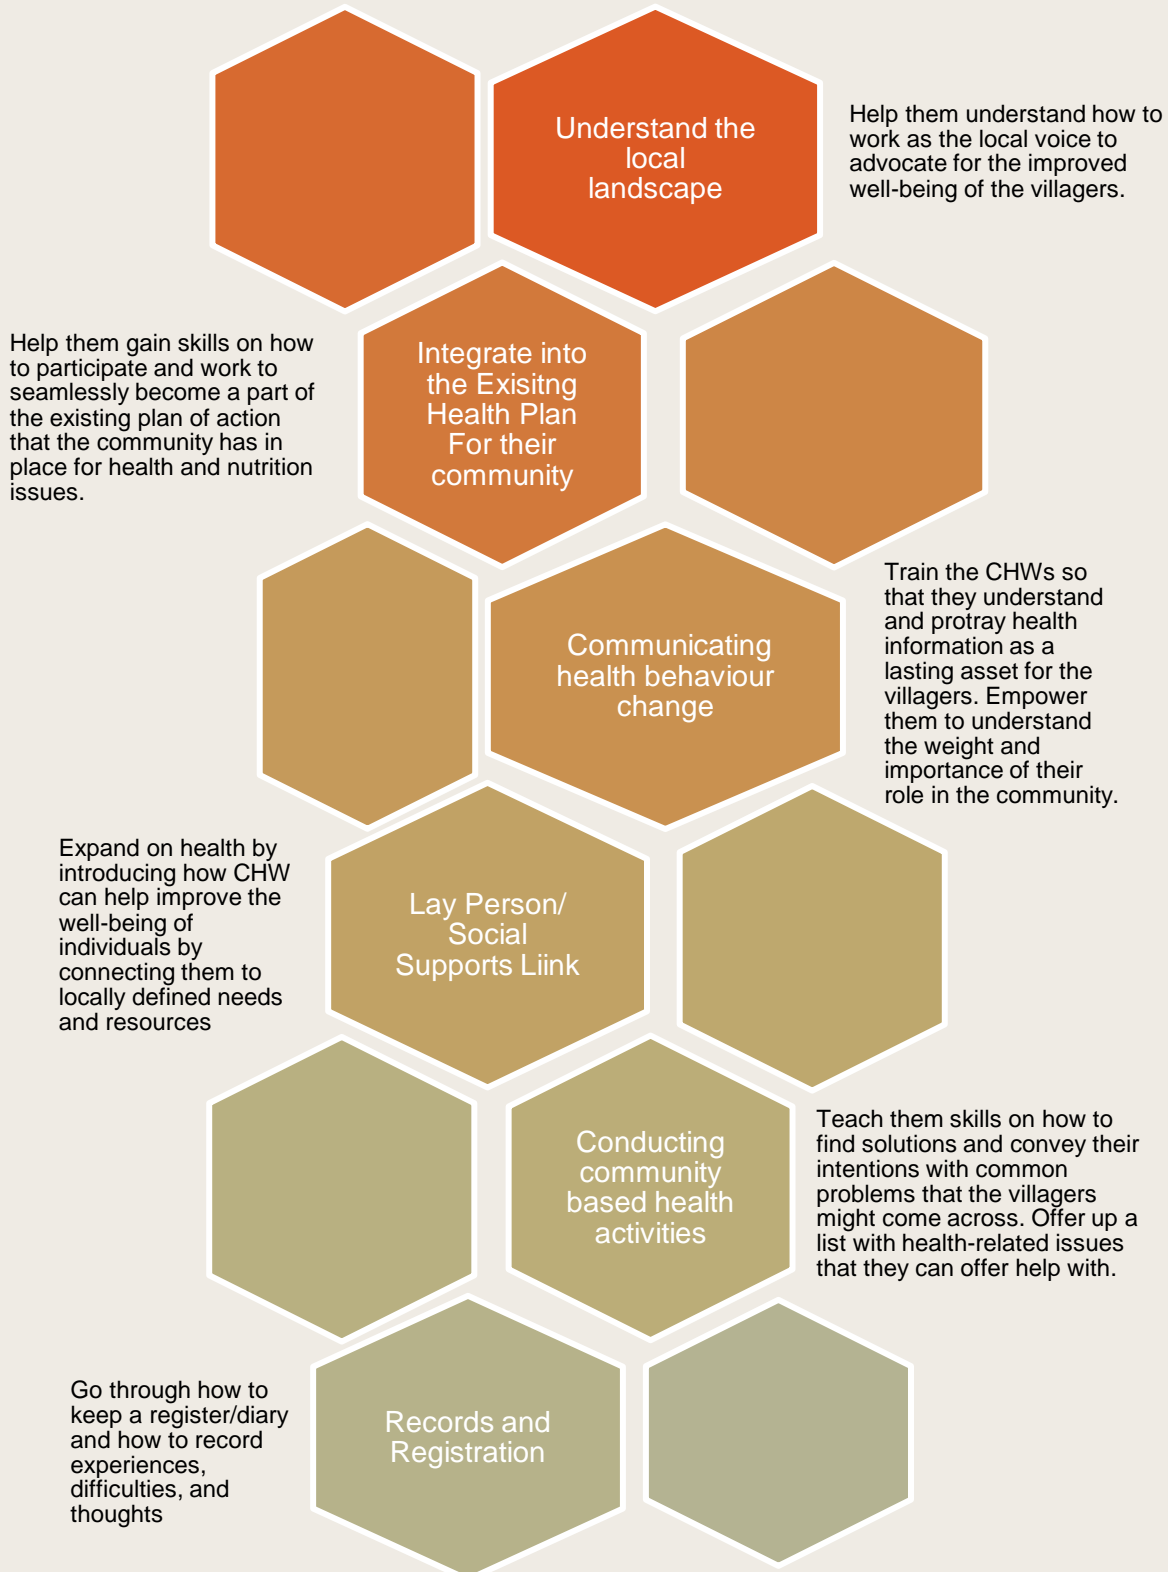 Understand the
local
landscape
Help them understand how to
work as the local voice to
advocate for the improved
well-being of the villagers.
Help them gain skills on how
to participate and work to
seamlessly become a part of
the existing plan of action
that the community has in
place for health and nutrition
issues.
Integrate into
the Exisitng
Health Plan
For their
community
Communicating
health behaviour
change
Train the CHWs so
that they understand
and protray health
information as a
lasting asset for the
villagers. Empower
them to understand
the weight and
importance of their
role in the community.
Expand on health by
introducing how CHW
can help improve the
well-being of
individuals by
connecting them to
locally defined needs
and resources
Lay Person/
Social
Supports Liink
Conducting
community
based health
activities
Teach them skills on how to
find solutions and convey their
intentions with common
problems that the villagers
might come across. Offer up a
list with health-related issues
that they can offer help with.
Go through how to
keep a register/diary
and how to record
experiences,
difficulties, and
thoughts
Records and
Registration